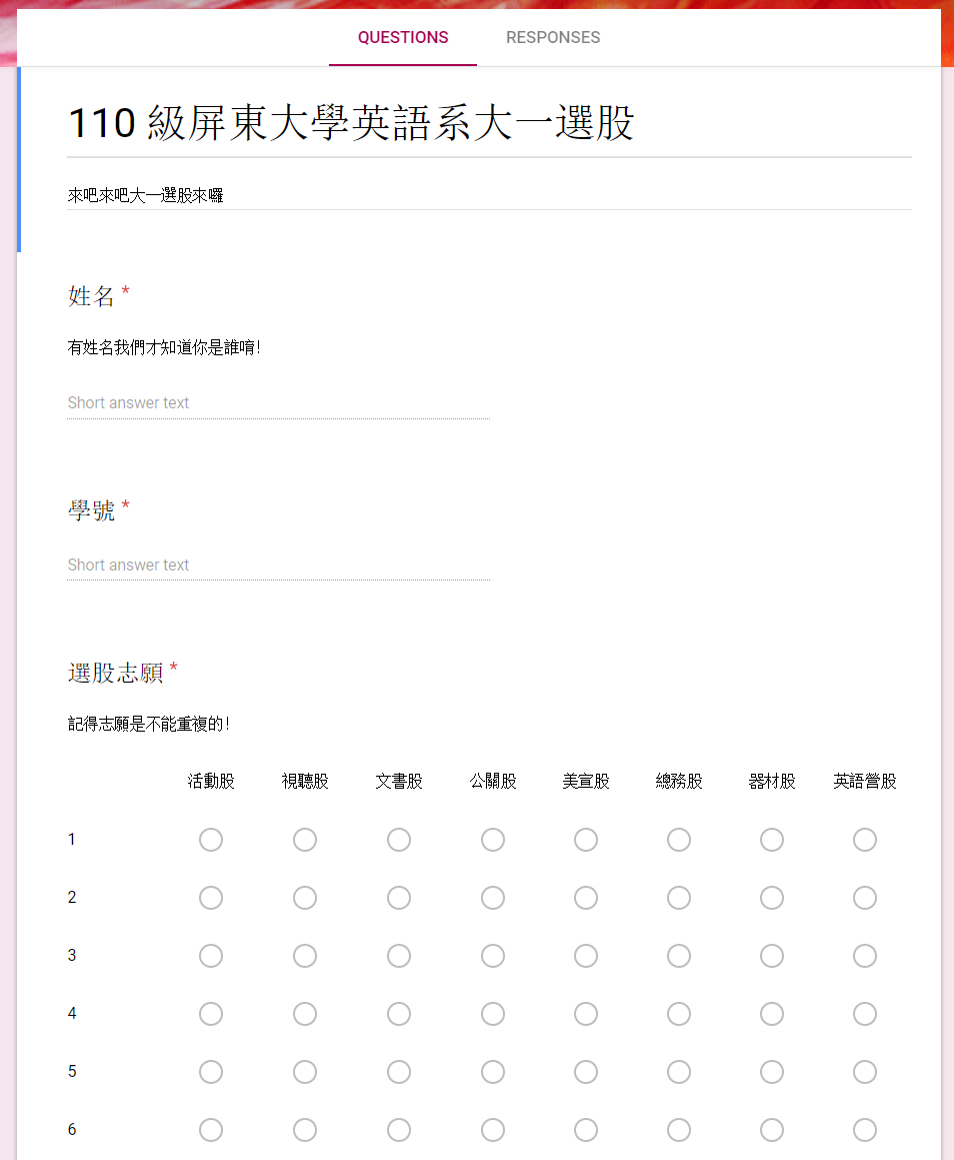 QUESTIONS RESPONSES
110 級屏東大學英語系大一選股
來吧來吧大一選股來囉
姓名 *
有姓名我們才知道你是誰唷!
Short answer text
學號 *
Short answer text
選股志願 *
記得志願是不能重複的!
活動股 視聽股 文書股 公關股 美宣股 總務股 器材股 英語營股
1
2
3
4
5
6